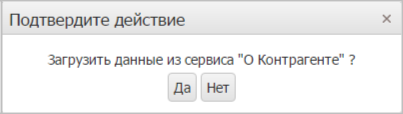 Подтвердите действие
Загрузить данные из сервиса "О Контрагенте" ?
Да Нет